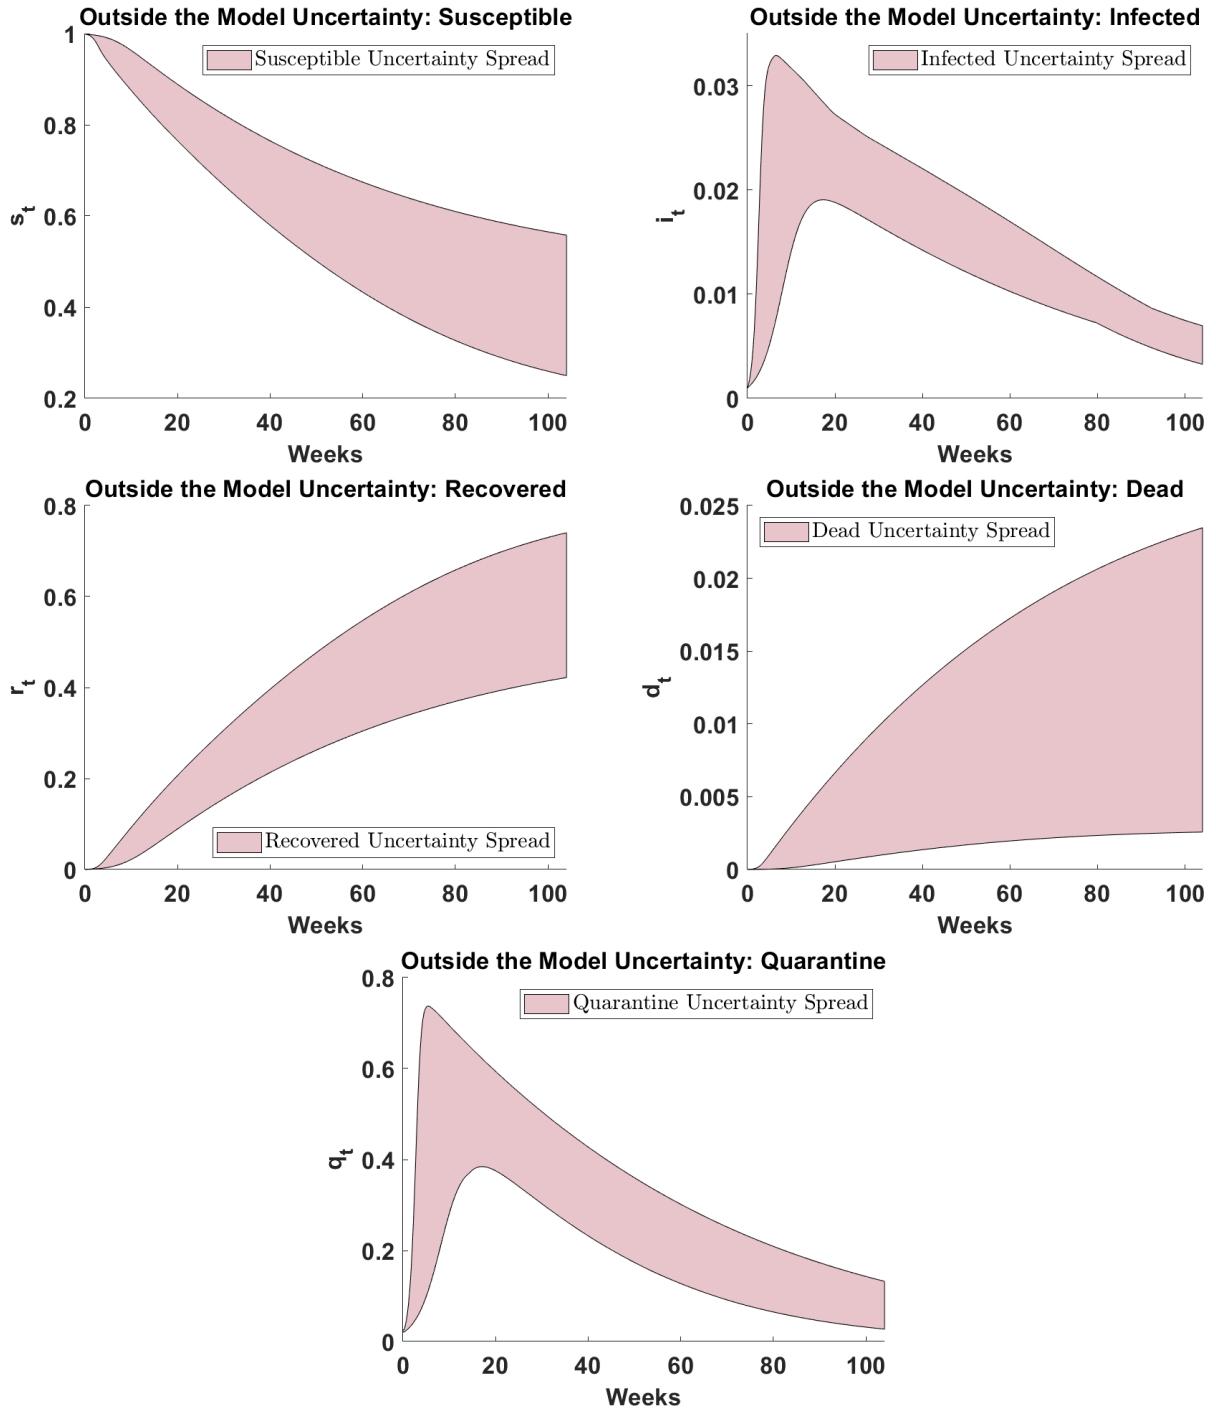 Outside the Model Uncertainty: Susceptible
Susceptible Uncertainty Spread
1
0.8
0.6
0.4
0.2
s_t
0 20 40 60 80 100
Weeks
Outside the Model Uncertainty: Infected
Infected Uncertainty Spread
0.03
0.02
0.01
0
i_t
0 20 40 60 80 100
Weeks
Outside the Model Uncertainty: Recovered
0.8
0.6
0.4
0.2
0
r_t
Recovered Uncertainty Spread
0 20 40 60 80 100
Weeks
Outside the Model Uncertainty: Dead
Dead Uncertainty Spread
0.025
0.02
0.015
0.01
0.005
0
d_t
0 20 40 60 80 100
Weeks
Outside the Model Uncertainty: Quarantine
Quarantine Uncertainty Spread
0.8
0.6
0.4
0.2
0
q_t
0 20 40 60 80 100
Weeks